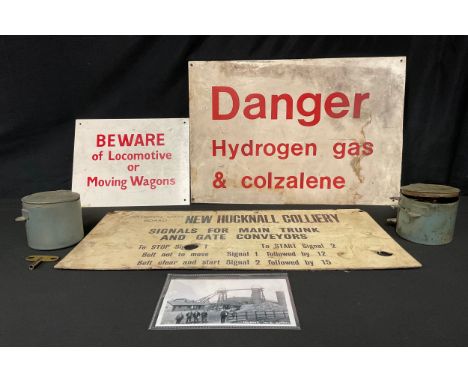 BEWARE
of Locomotive
or
Moving Wagons
Danger
Hydrogen gas
& colzalene
BOARD
NEW HUCKNALL COLLIERY
SIGNALS FOR MAIN TRUNK
AND GATE CONVEYORS
To STOP Signal 1 To START Signal 2
Belt not to move Signal 1 followed by 12
Belt clear and start Signal 2 followed by 15